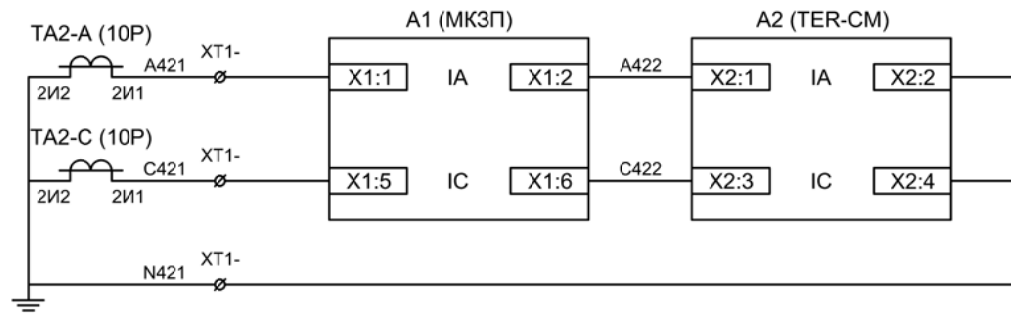 A1 (МКЗП)
A2 (TER-CM)
TA2-A (10P)
A421
XT1-
2И2
2И1
X1:1
IA
X1:2
A422
X2:1
IA
X2:2
TA2-C (10P)
C421
XT1-
2И2
2И1
X1:5
IC
X1:6
C422
X2:3
IC
X2:4
N421
XT1-